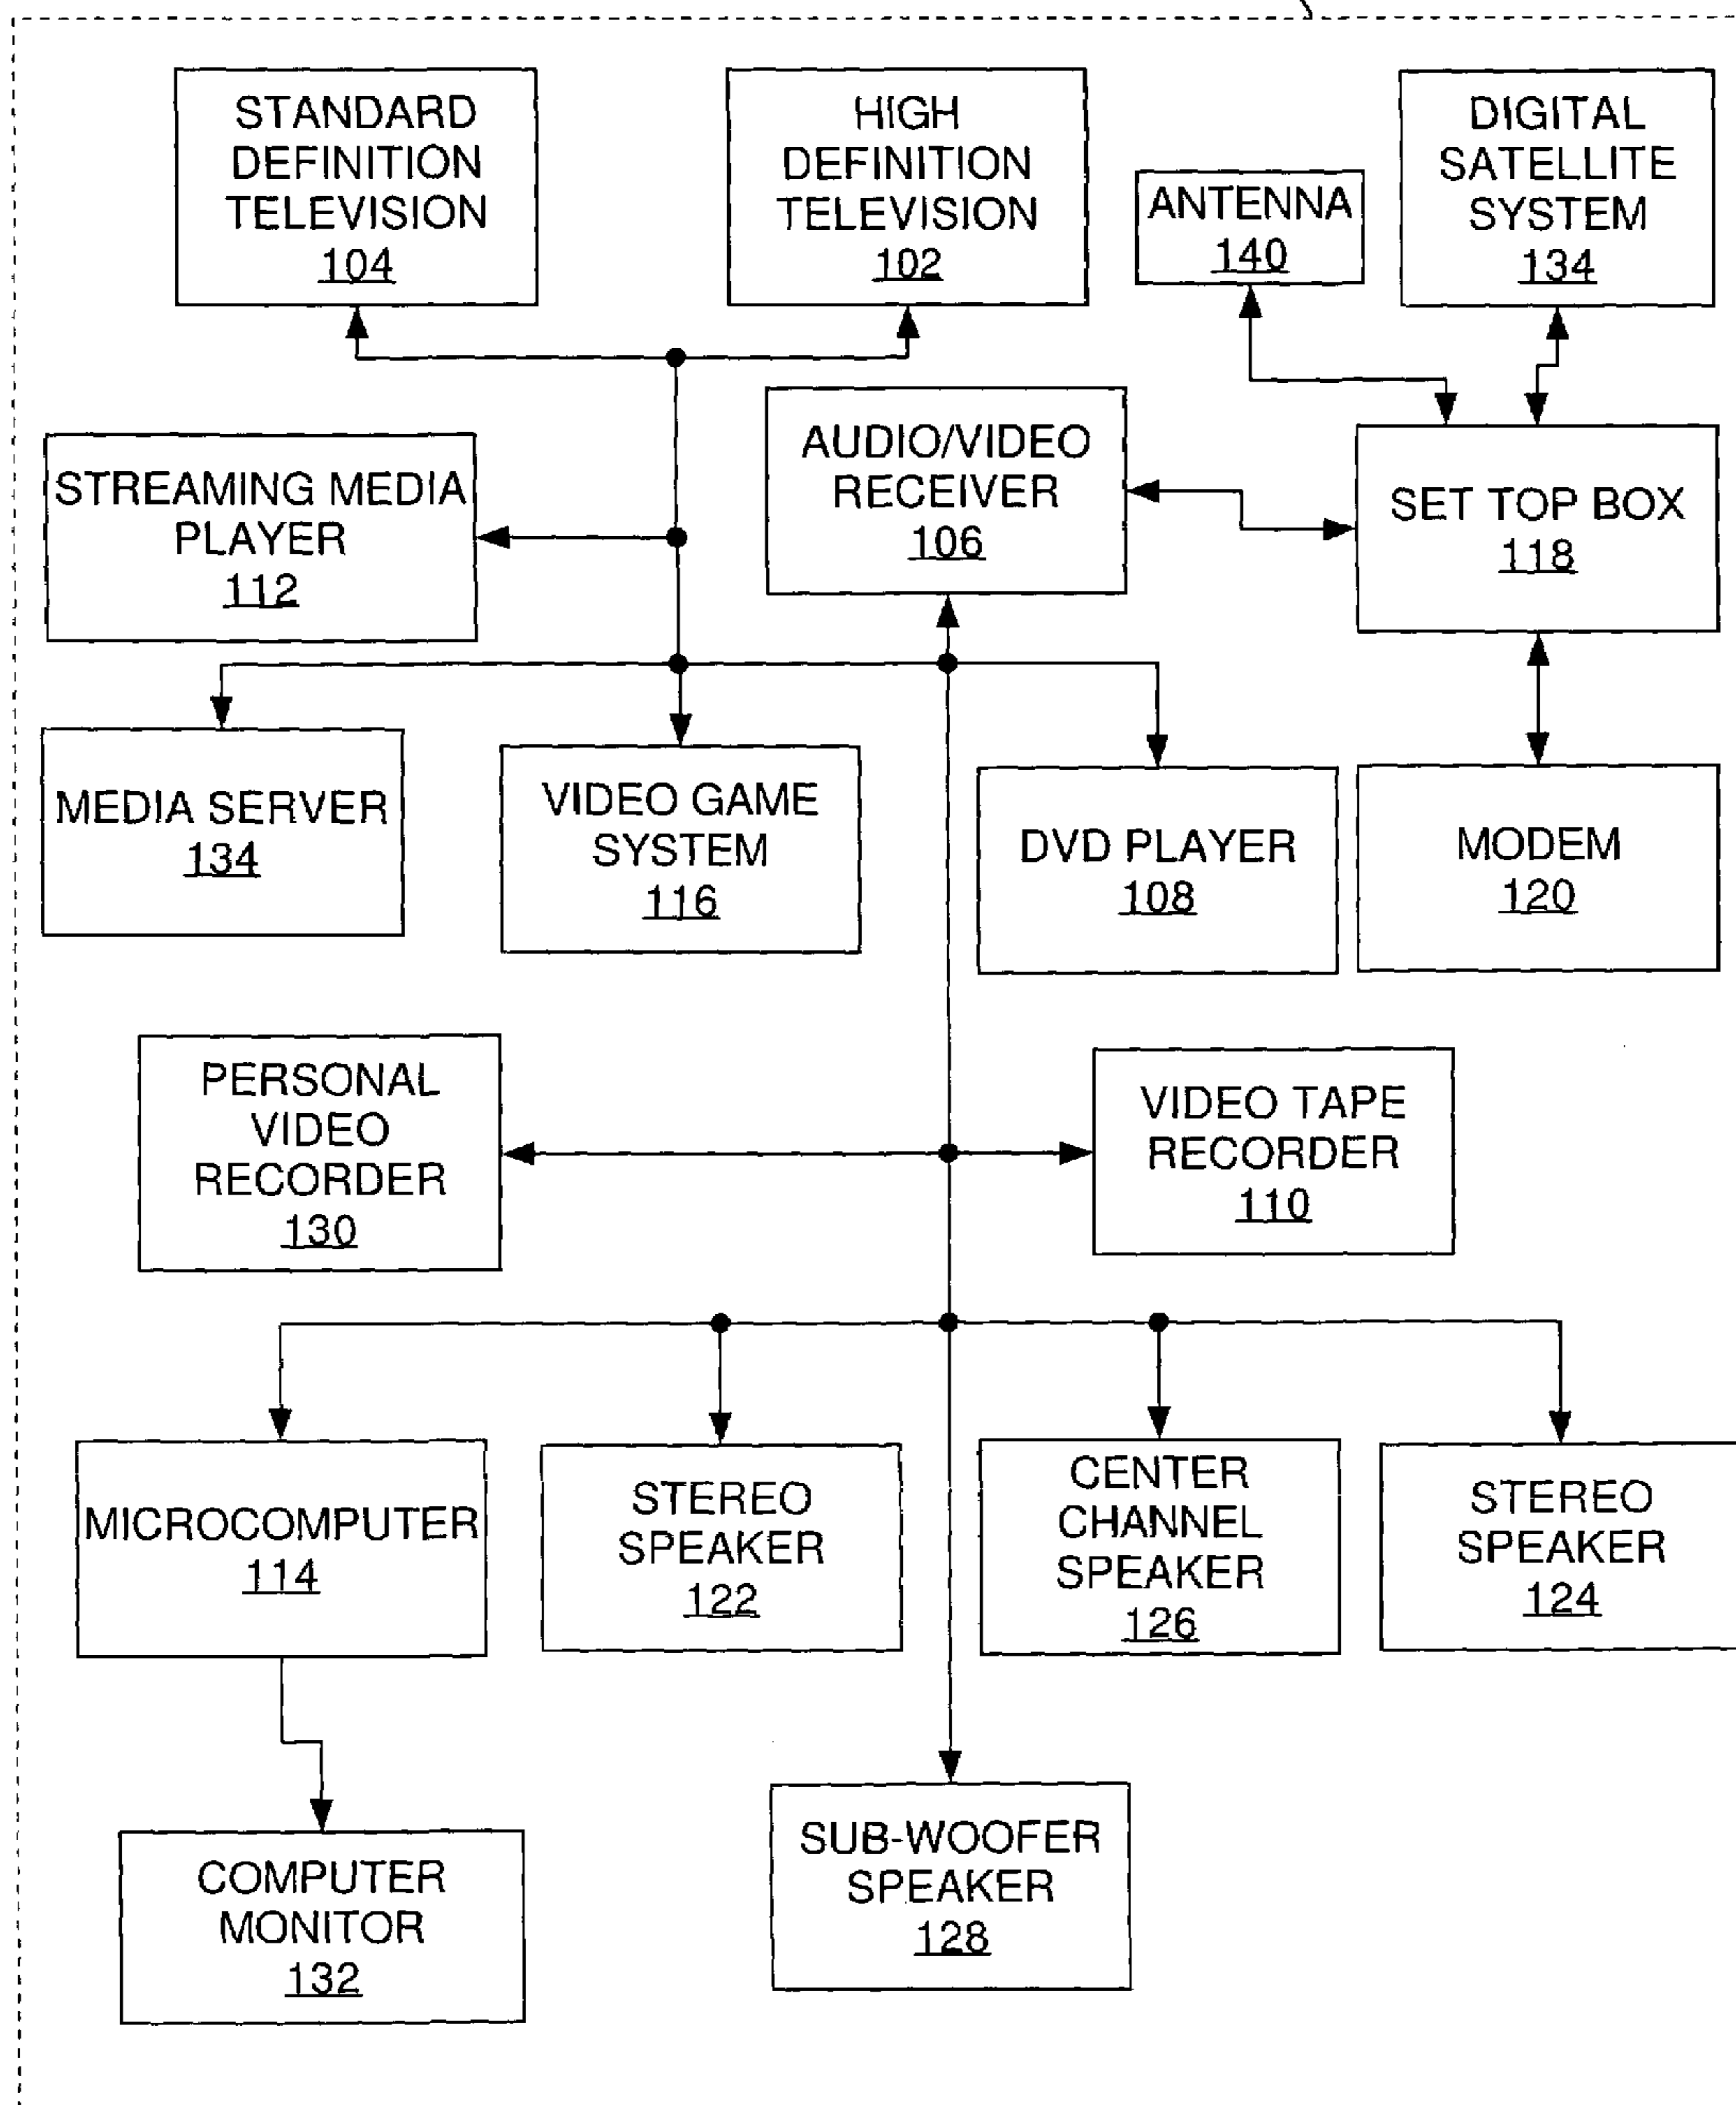 STANDARD
DEFINITION
TELEVISION
104
HIGH
DEFINITION
TELEVISION
102
ANTENNA
140
DIGITAL
SATELLITE
SYSTEM
134
STREAMING MEDIA
PLAYER
112
AUDIO/VIDEO
RECEIVER
106
SET TOP BOX
118
MEDIA SERVER
134
VIDEO GAME
SYSTEM
116
DVD PLAYER
108
MODEM
120
PERSONAL
VIDEO
RECORDER
130
VIDEO TAPE
RECORDER
110
MICROCOMPUTER
114
STEREO
SPEAKER
122
CENTER
CHANNEL
SPEAKER
126
STEREO
SPEAKER
124
COMPUTER
MONITOR
132
SUB-WOOFER
SPEAKER
128